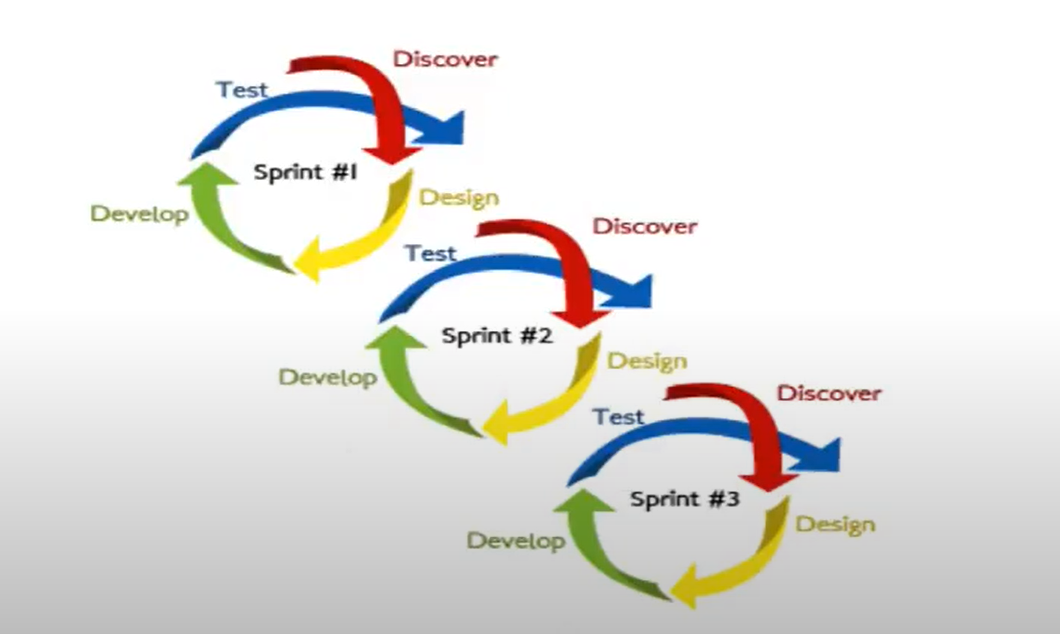 Discover
Test
Sprint #1
Design
Develop
Discover
Test
Sprint #2
Design
Develop
Discover
Test
Sprint #3
Design
Develop